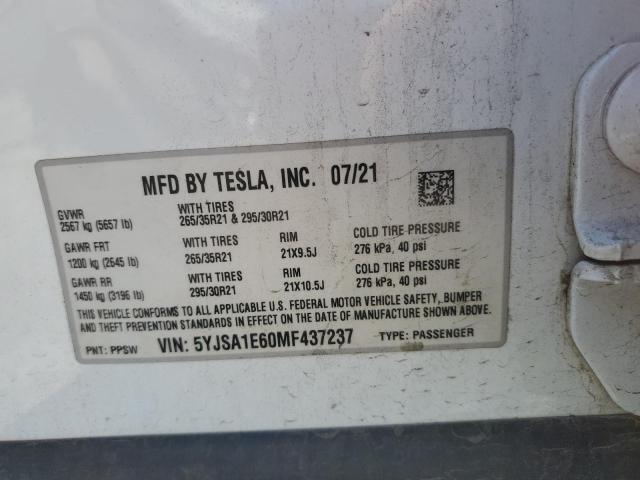 MFD BY TESLA, INC. 07/21
GVWR WITH TIRES
2567 kg (5657 lb) 265/35R21 & 295/30R21
GAWR FRT WITH TIRES RIM COLD TIRE PRESSURE
1200 kg (2645 lb) 265/35R21 21X9.5J 276 kPa, 40 psi
GAWR RR WITH TIRES RIM COLD TIRE PRESSURE
1450 kg (3196 lb) 295/30R21 21X10.5J 276 kPa, 40 psi
THIS VEHICLE CONFORMS TO ALL APPLICABLE U.S. FEDERAL MOTOR VEHICLE SAFETY, BUMPER
AND THEFT PREVENTION STANDARDS IN EFFECT ON THE DATE OF MANUFACTURE SHOWN ABOVE.
PNT: PPSW VIN: 5YJSA1E60MF437237 TYPE: PASSENGER